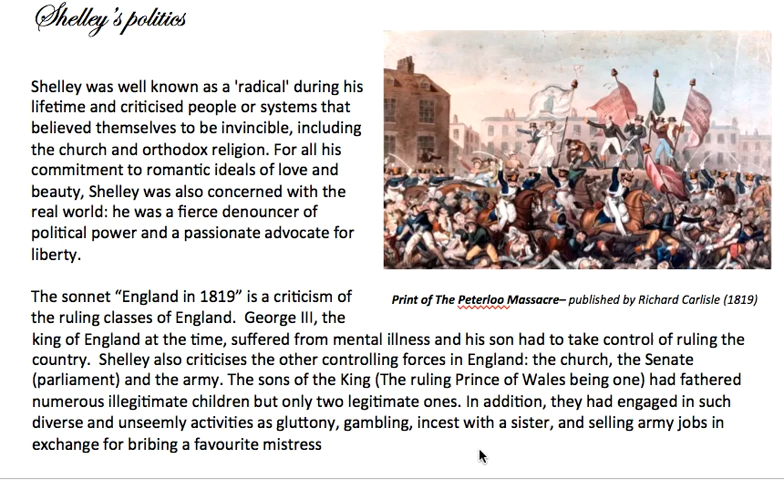 Shelley's politics
Shelley was well known as a 'radical' during his
lifetime and criticised people or systems that
believed themselves to be invincible, including
the church and orthodox religion. For all his
commitment to romantic ideals of love and
beauty, Shelley was also concerned with the
real world: he was a fierce denouncer of
political power and a passionate advocate for
liberty.
Print of The Peterloo Massacre– published by Richard Carlisle (1819)
The sonnet “England in 1819” is a criticism of
the ruling classes of England.  George III, the
king of England at the time, suffered from mental illness and his son had to take control of ruling the
country.  Shelley also criticises the other controlling forces in England: the church, the Senate
(parliament) and the army. The sons of the King (The ruling Prince of Wales being one) had fathered
numerous illegitimate children but only two legitimate ones. In addition, they had engaged in such
diverse and unseemly activities as gluttony, gambling, incest with a sister, and selling army jobs in
exchange for bribing a favourite mistress